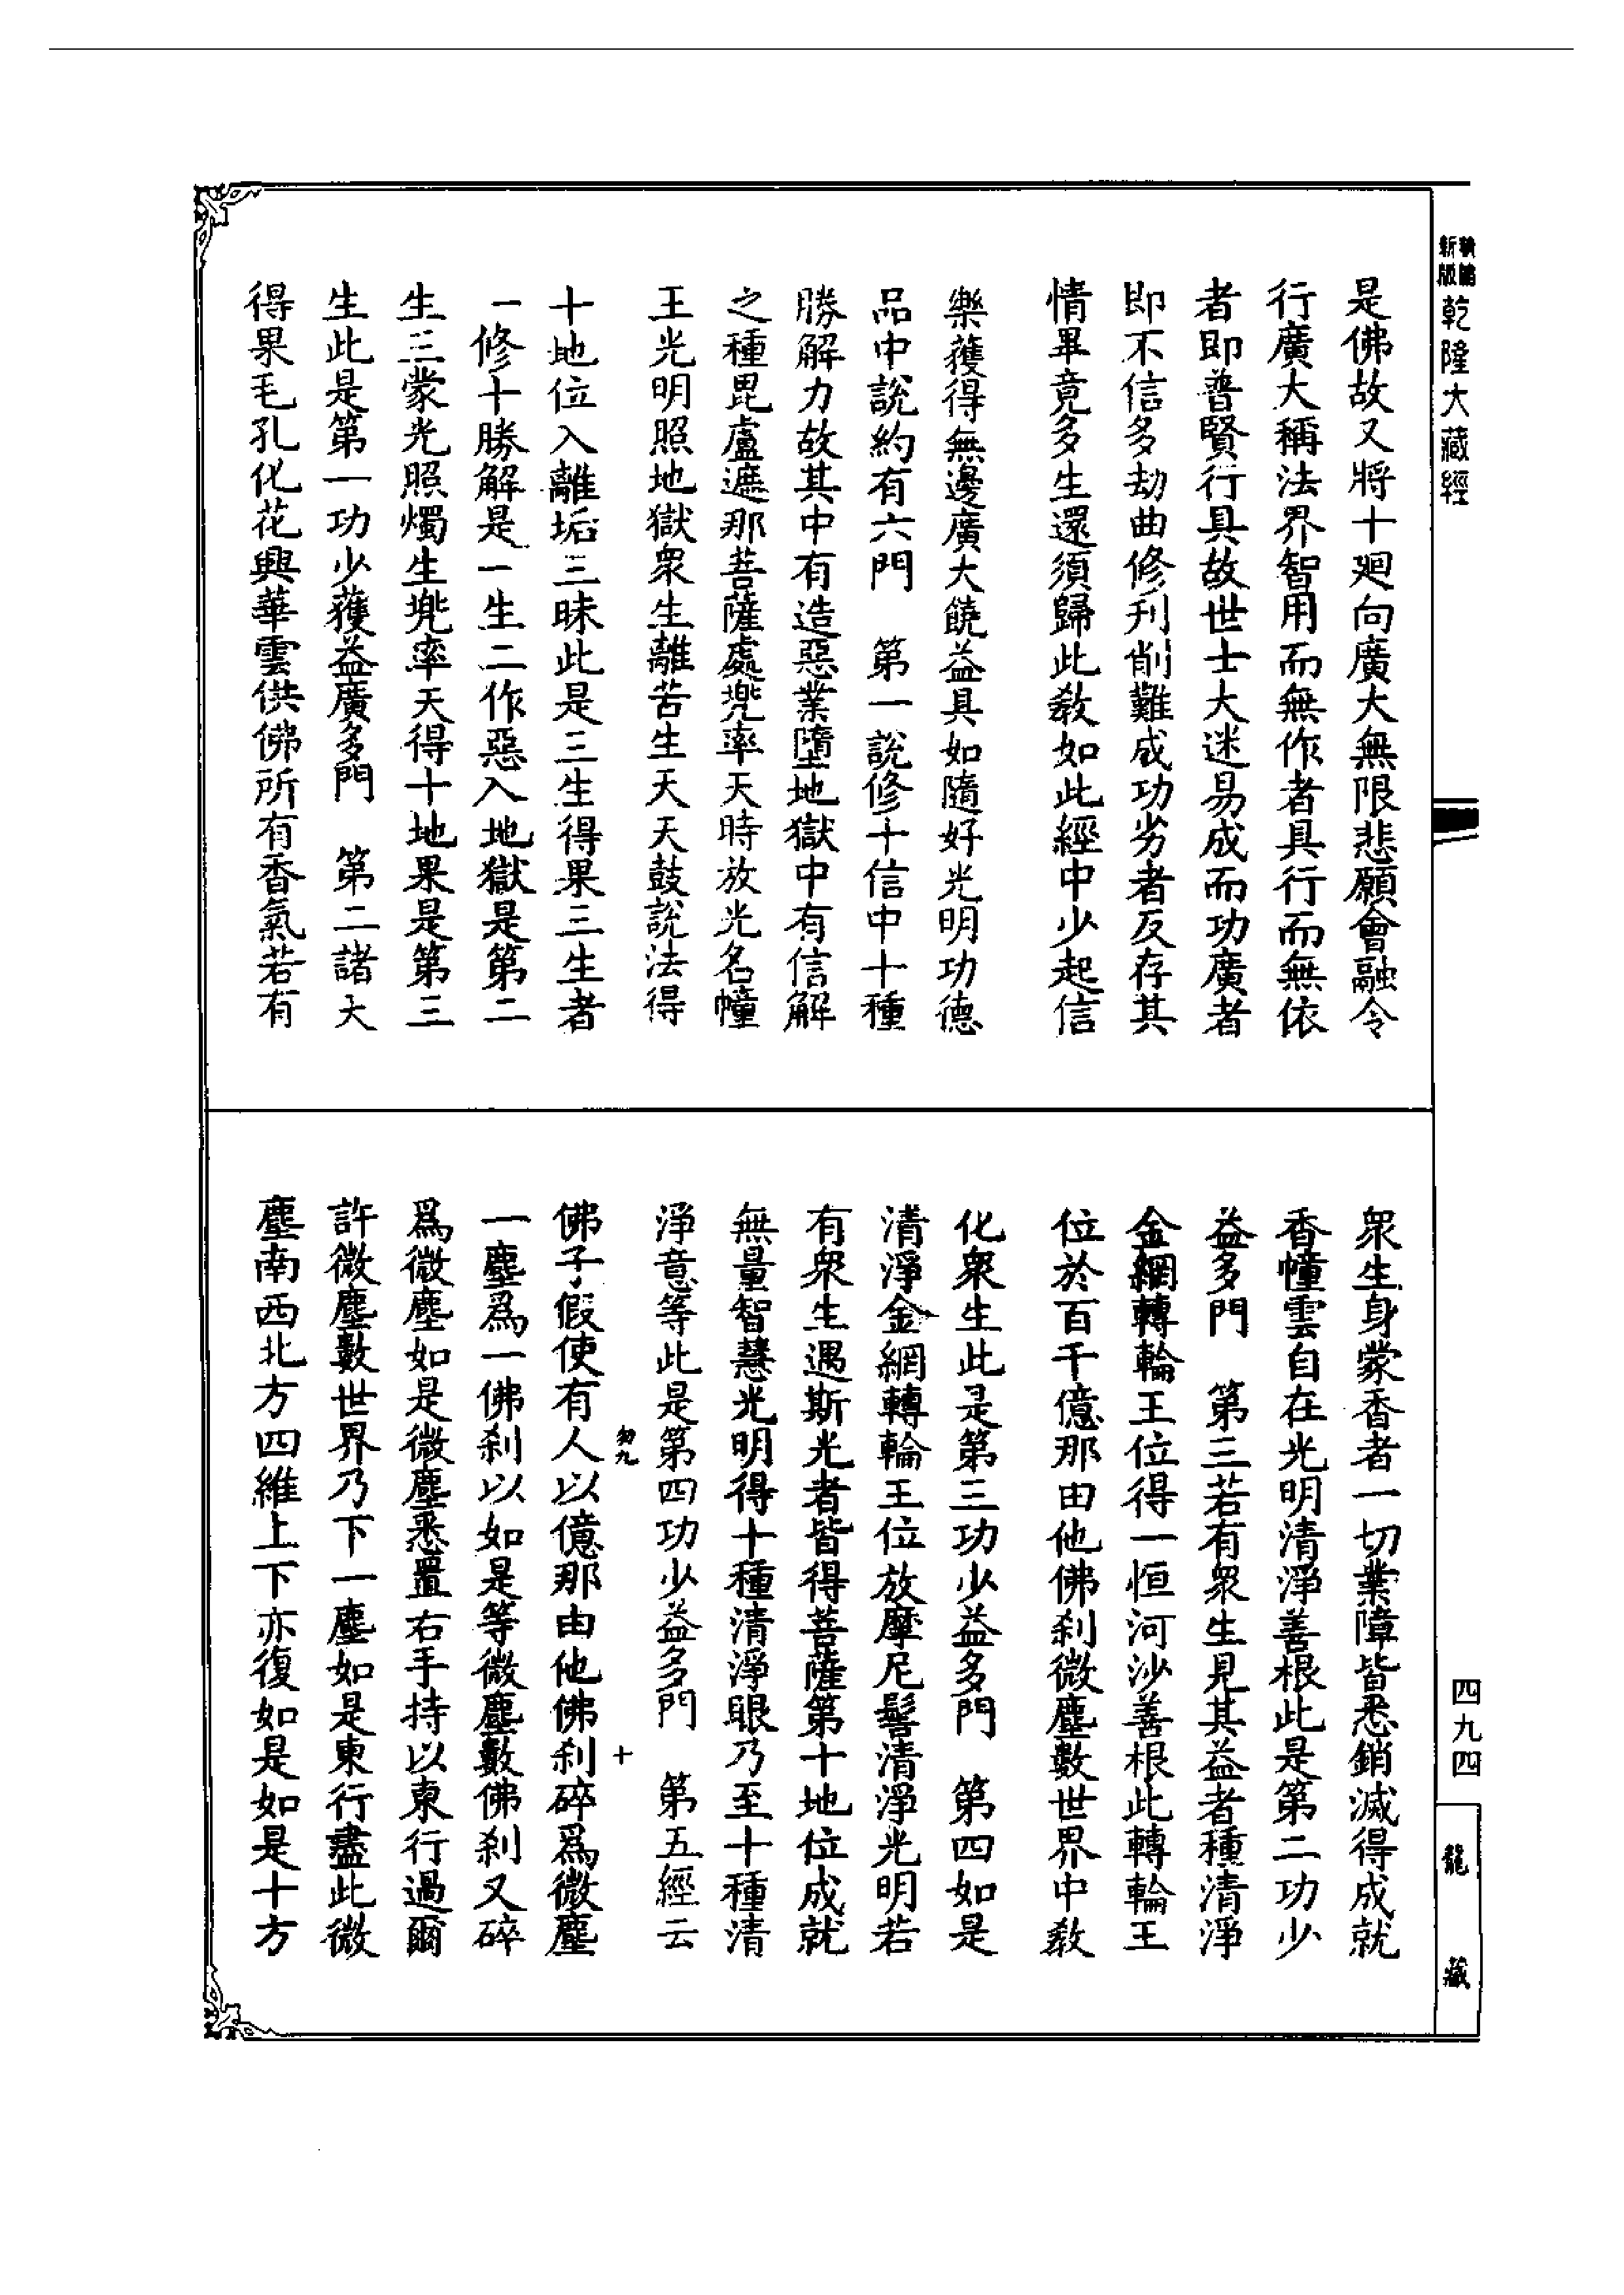 新編
新版
乾隆大藏經
是佛故又將十廻向廣大無限悲願會融令
行廣大稱法界智用而無作者具行而無依
者即普賢行具故世士大迷易成而功廣者
即不信多劫曲修刋削難成功劣者反存其
情畢竟多生還須歸此教如此經中少起信
樂獲得無邊廣大饒益具如隨好光明功德
品中說約有六門　第一說修十信中十種
勝解力故其中有造惡業墮地獄中有信解
之種毘盧遮那菩薩處兠率天時放光名幢
王光明照地獄衆生離苦生天天鼓說法得
十地位入離垢三昧此是三生得果三生者
一修十勝解是一生二作惡入地獄是第二
生三蒙光照燭生兠率天得十地果是第三
生此是第一功少獲益廣多門　第二諸天
得果毛孔化花興華雲供佛所有香氣若有
衆生身蒙香者一切業障皆悉銷滅得成就
香幢雲自在光明清淨善根此是第二功少
益多門　第三若有衆生見其益者種清淨
金網轉輪王位得一恒河沙善根此轉輪王
位於百千億那由他佛刹微塵數世界中教
化衆生此是第三功少益多門　第四如是
清淨金網轉輪王位放摩尼髻清淨光明若
有衆生遇斯光者皆得菩薩第十地位成就
無量智慧光明得十種清淨眼乃至十種清
淨意等此是第四功少益多門　第五經云
勿九
十
佛子假使有人以億那由他佛刹碎爲微塵
一塵爲一佛刹以如是等微塵數佛刹又碎
爲微塵如是微塵悉置右手持以東行過爾
許微塵數世界乃下一塵如是東行盡此微
塵南西北方四維上下亦復如是如是十方
四九四
龍藏